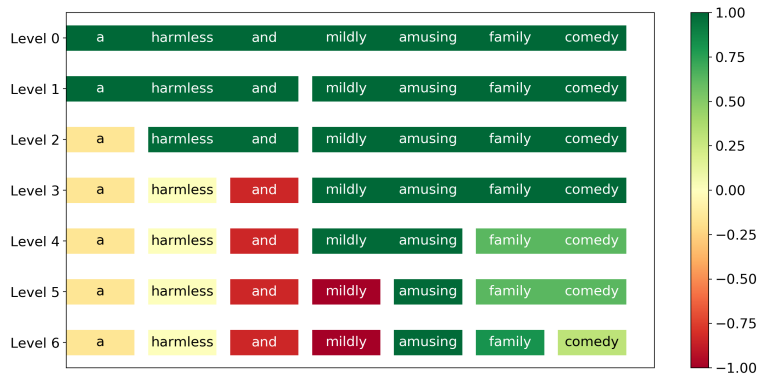 Level 0 a harmless and mildly amusing family comedy
Level 1 a harmless and mildly amusing family comedy
Level 2 a harmless and mildly amusing family comedy
Level 3 a harmless and mildly amusing family comedy
Level 4 a harmless and mildly amusing family comedy
Level 5 a harmless and mildly amusing family comedy
Level 6 a harmless and mildly amusing family comedy
1.00
0.75
0.50
0.25
0.00
−0.25
−0.50
−0.75
−1.00